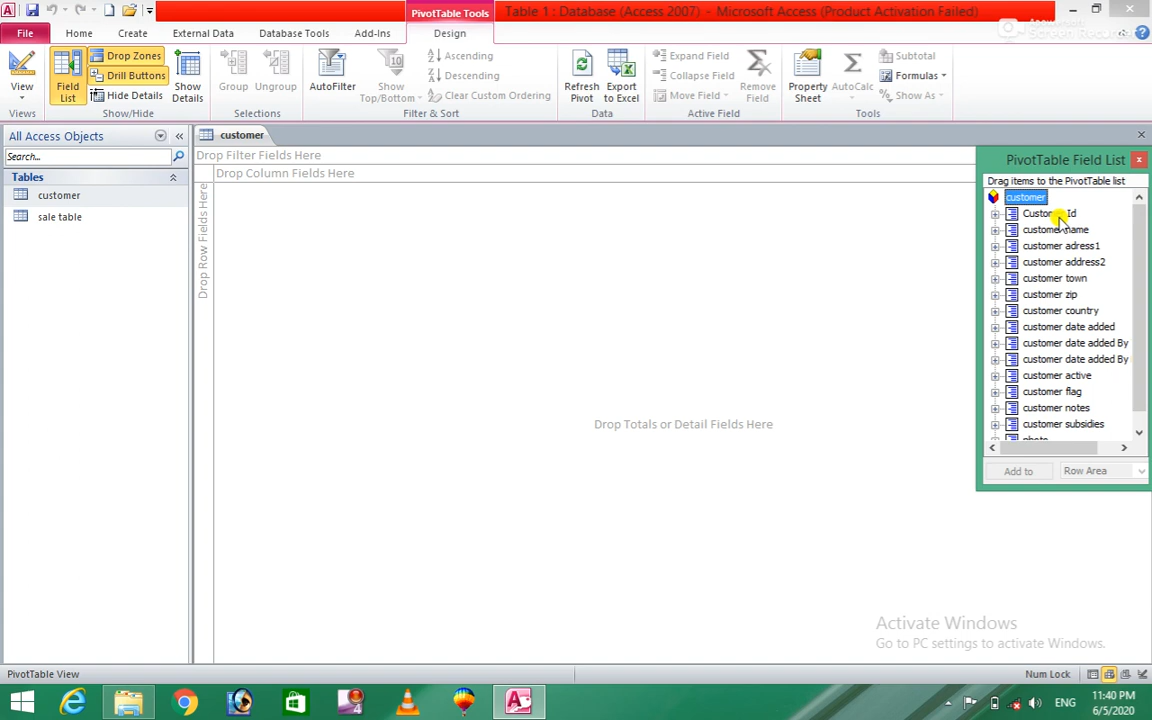 PivotTable Tools
Table 1 : Database (Access 2007) - Microsoft Access (Product Activation Failed)
File
Home
Create
External Data
Database Tools
Add-Ins
Design
Screen Recorder
View
Field List
Drop Zones
Drill Buttons
Hide Details
Show Details
Group
Ungroup
AutoFilter
Show Top/Bottom
Ascending
Descending
Clear Custom Ordering
Refresh Pivot
Export to Excel
Expand Field
Collapse Field
Move Field
Remove Field
Property Sheet
AutoCalc
Subtotal
Formulas
Show As
Views
Show/Hide
Selections
Filter & Sort
Data
Active Field
Tools
All Access Objects
Search...
Tables
customer
sale table
customer
Drop Filter Fields Here
Drop Column Fields Here
Drop Row Fields Here
Drop Totals or Detail Fields Here
PivotTable Field List
Drag items to the PivotTable list
customer
Id
customer name
customer adress1
customer address2
customer town
customer zip
customer country
customer date added
customer date added By
customer date added By
customer active
customer flag
customer notes
customer subsidies
Add to
Row Area
Activate Windows
Go to PC settings to activate Windows.
PivotTable View
Num Lock
ENG
11:40 PM
6/5/2020